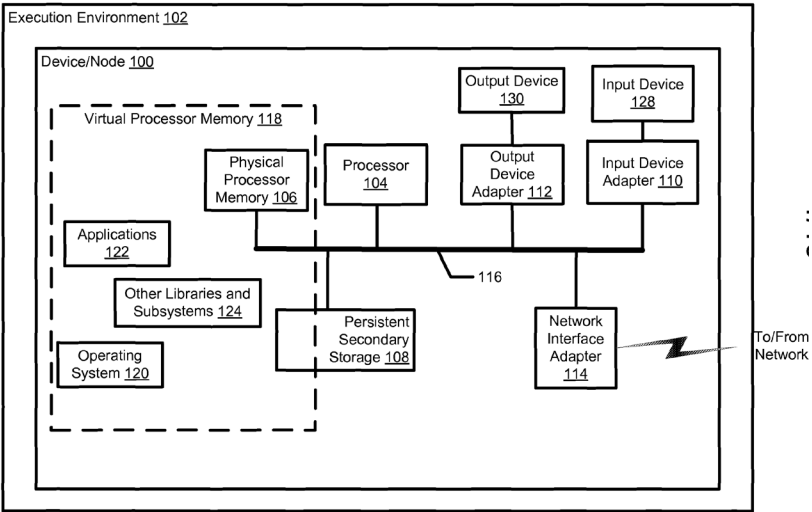 Execution Environment 102
Device/Node 100
Output Device
130
Input Device
128
Virtual Processor Memory 118
Physical
Processor
Memory 106
Processor
104
Output
Device
Adapter 112
Input Device
Adapter 110
Applications
122
116
Other Libraries and
Subsystems 124
Persistent
Secondary
Storage 108
Network
Interface
Adapter
114
To/From
Network
Operating
System 120